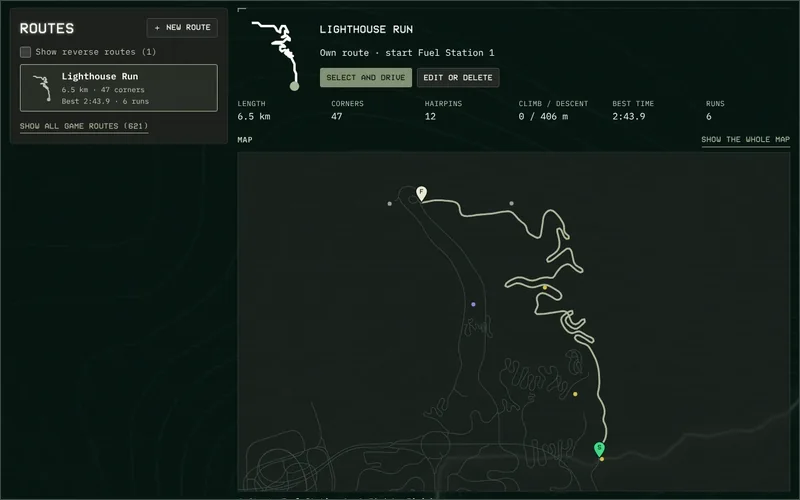 ROUTES
+ NEW ROUTE
Show reverse routes (1)
Lighthouse Run
6.5 km · 47 corners
Best 2:43.9 · 6 runs
SHOW ALL GAME ROUTES (621)
LIGHTHOUSE RUN
Own route · start Fuel Station 1
SELECT AND DRIVE
EDIT OR DELETE
LENGTH
6.5 km
CORNERS
47
HAIRPINS
12
CLIMB / DESCENT
0 / 406 m
BEST TIME
2:43.9
RUNS
6
MAP
SHOW THE WHOLE MAP
F
S